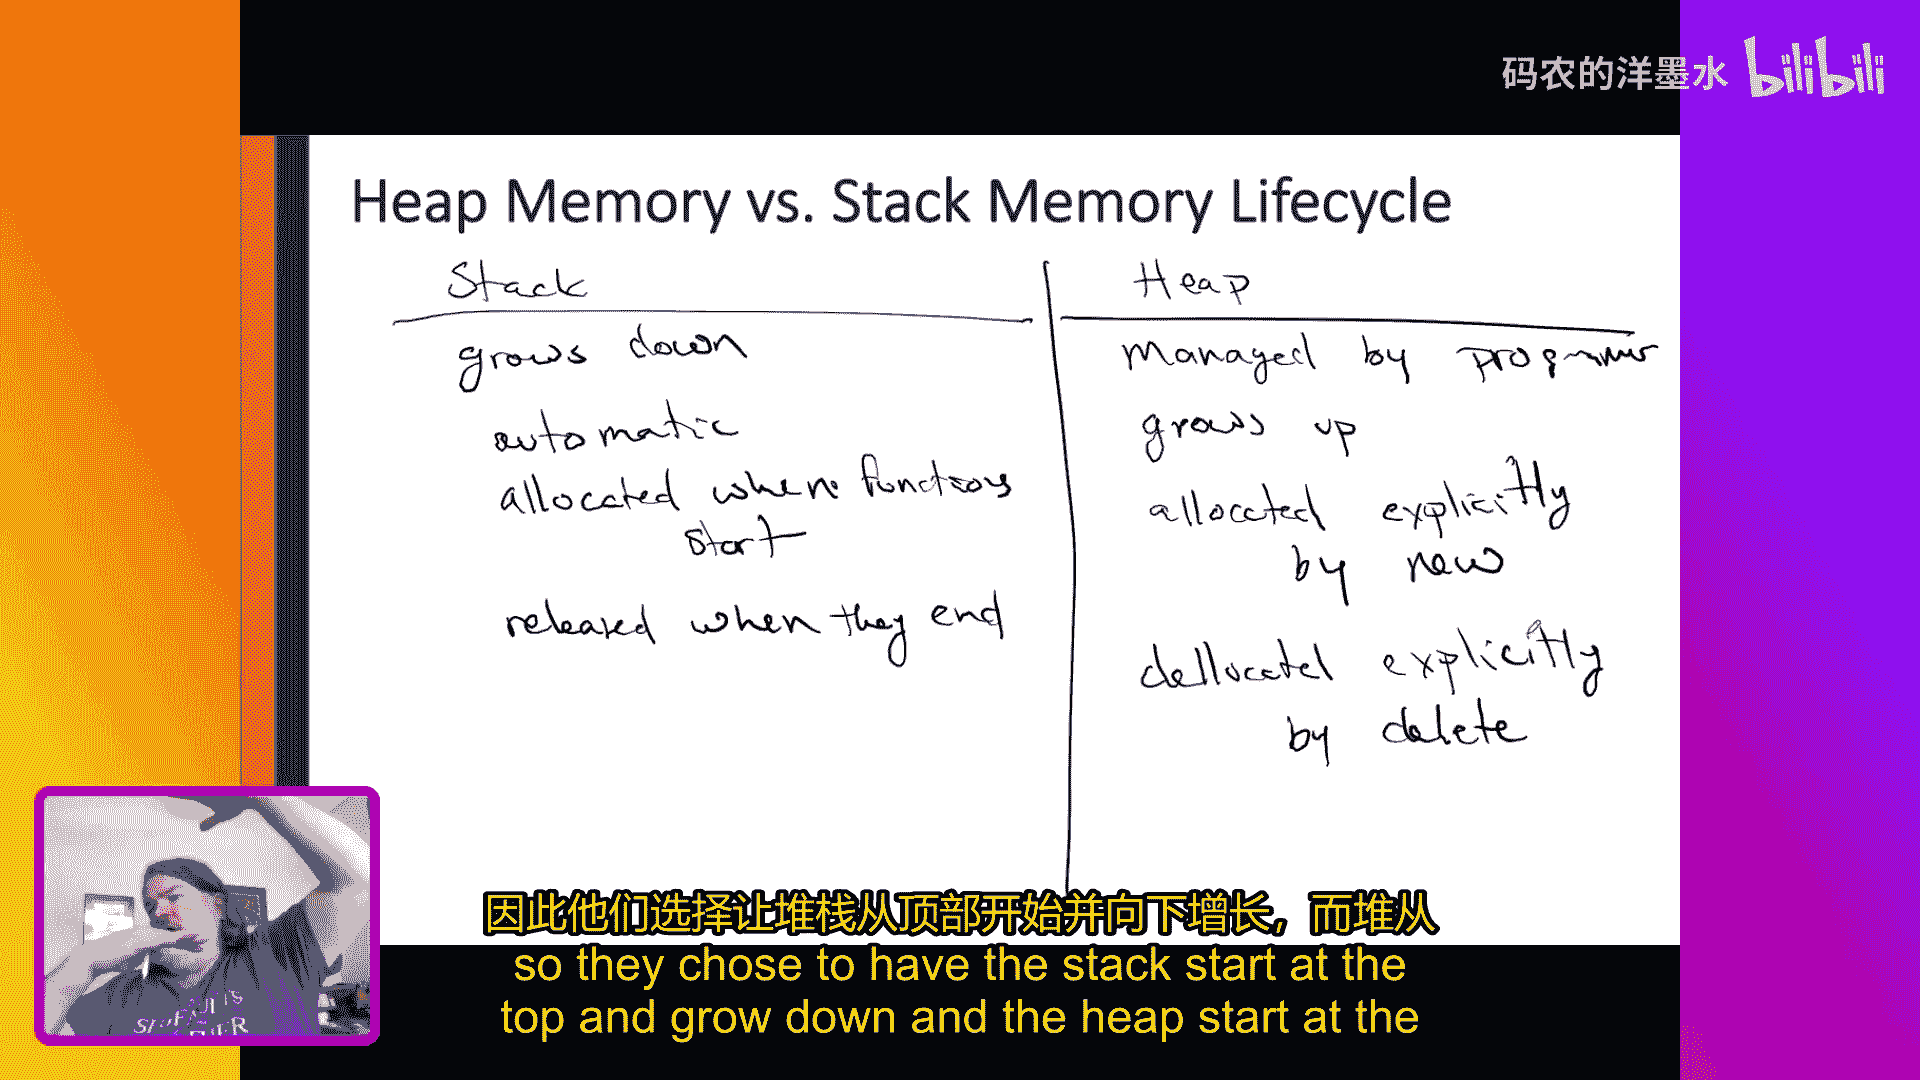 码农的洋墨水 bilibili
Heap Memory vs. Stack Memory Lifecycle
Stack
grows down
automatic
allocated when functions
start
released when they end
Heap
managed by
grows up
allocated explicitly
by new
dellocated explicitly
by delete
因此他们选择让堆栈从顶部开始并向下增长，而堆从
so they chose to have the stack start at the
top and grow down and the heap start at the